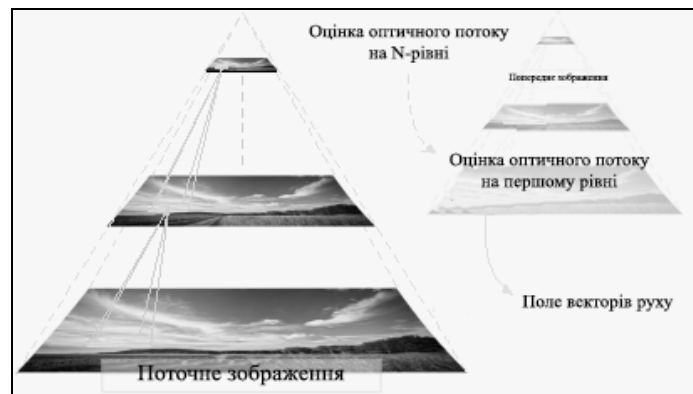 Оцінка оптичного потоку
на N-рівні
Попереднє зображення
Оцінка оптичного потоку
на першому рівні
Поле векторів руху
Поточне зображення